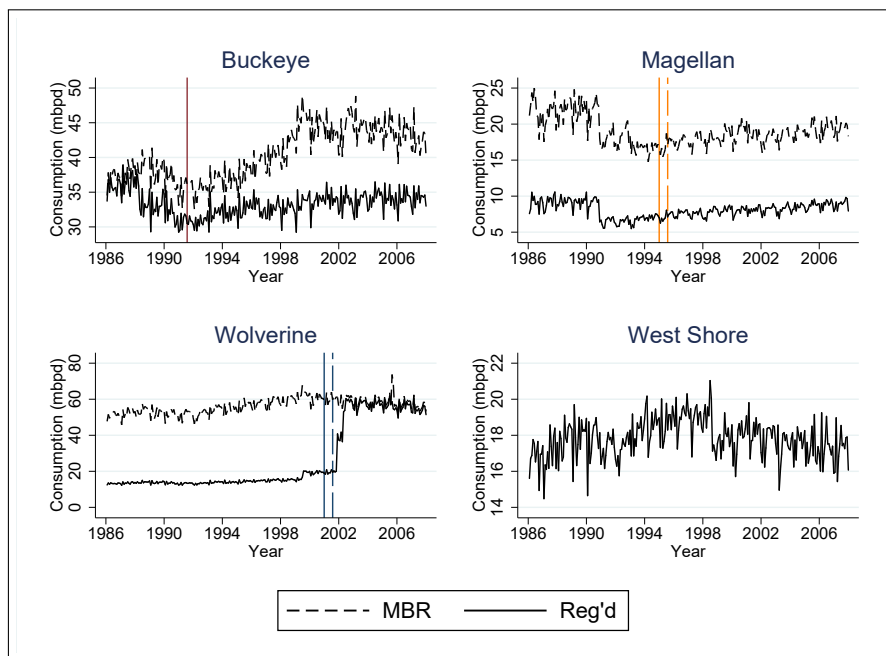 Buckeye
Consumption (mbpd)
50
45
40
35
30
1986 1990 1994 1998 2002 2006
Year
Magellan
Consumption (mbpd)
25
20
15
10
5
1986 1990 1994 1998 2002 2006
Year
Wolverine
Consumption (mbpd)
80
60
40
20
0
1986 1990 1994 1998 2002 2006
Year
West Shore
Consumption (mbpd)
22
20
18
16
14
1986 1990 1994 1998 2002 2006
Year
MBR Reg'd